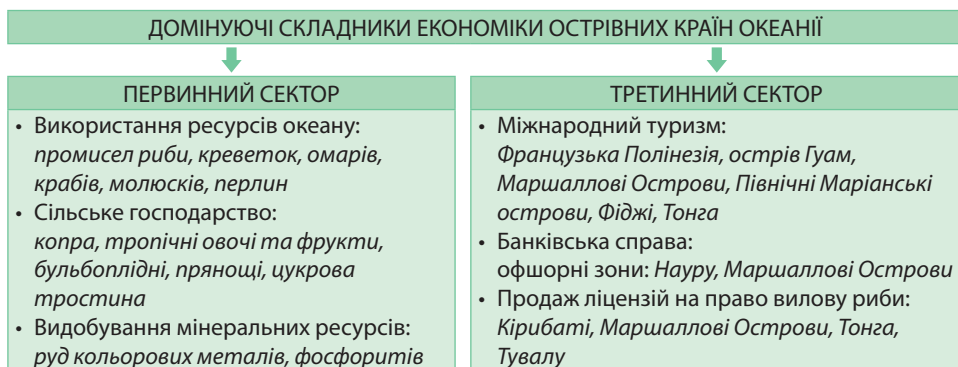 ДОМІНУЮЧІ СКЛАДНИКИ ЕКОНОМІКИ ОСТРІВНИХ КРАЇН ОКЕАНІЇ
ПЕРВИННИЙ СЕКТОР
• Використання ресурсів океану:
промисел риби, креветок, омарів,
крабів, молюсків, перлин
• Сільське господарство:
копра, тропічні овочі та фрукти,
бульбоплідні, прянощі, цукрова
тростина
• Видобування мінеральних ресурсів:
руд кольорових металів, фосфоритів
ТРЕТИННИЙ СЕКТОР
• Міжнародний туризм:
Французька Полінезія, острів Гуам,
Маршаллові Острови, Північні Маріанські
острови, Фіджі, Тонга
• Банківська справа:
офшорні зони: Науру, Маршаллові Острови
• Продаж ліцензій на право вилову риби:
Кірибаті, Маршаллові Острови, Тонга,
Тувалу